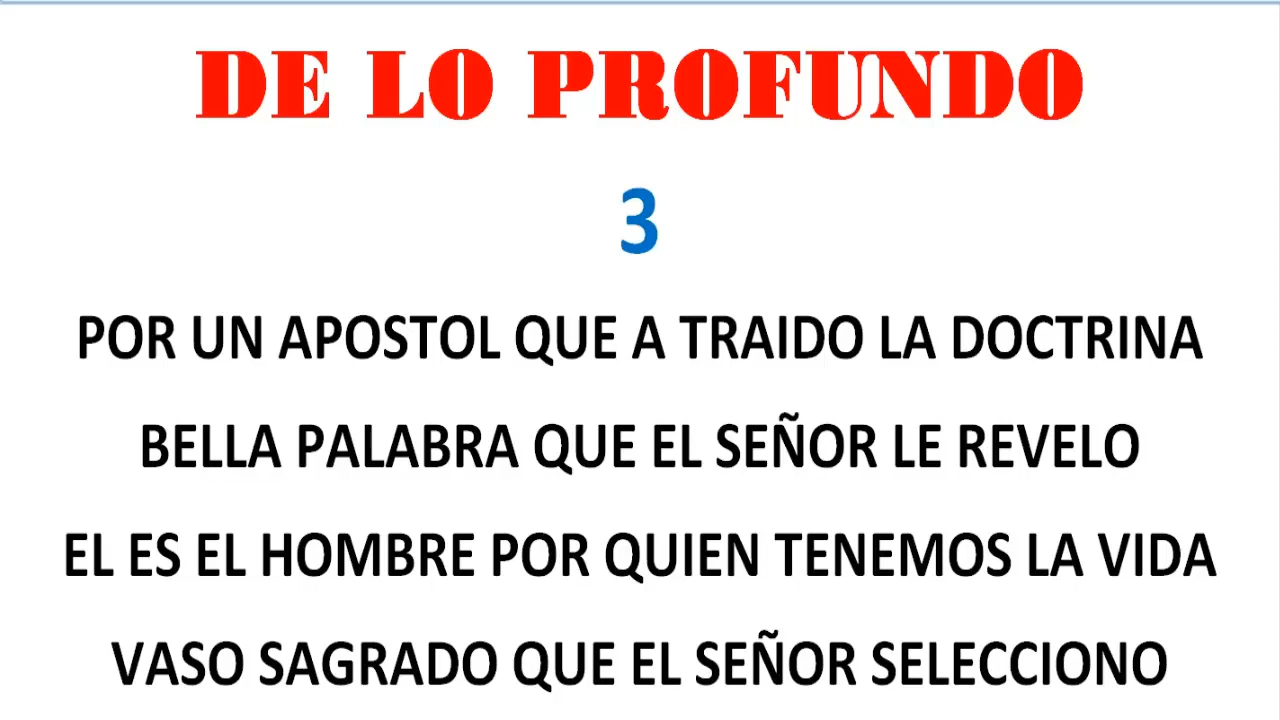 DE LO PROFUNDO
3
POR UN APOSTOL QUE A TRAIDO LA DOCTRINA
BELLA PALABRA QUE EL SEÑOR LE REVELO
EL ES EL HOMBRE POR QUIEN TENEMOS LA VIDA
VASO SAGRADO QUE EL SEÑOR SELECCIONO